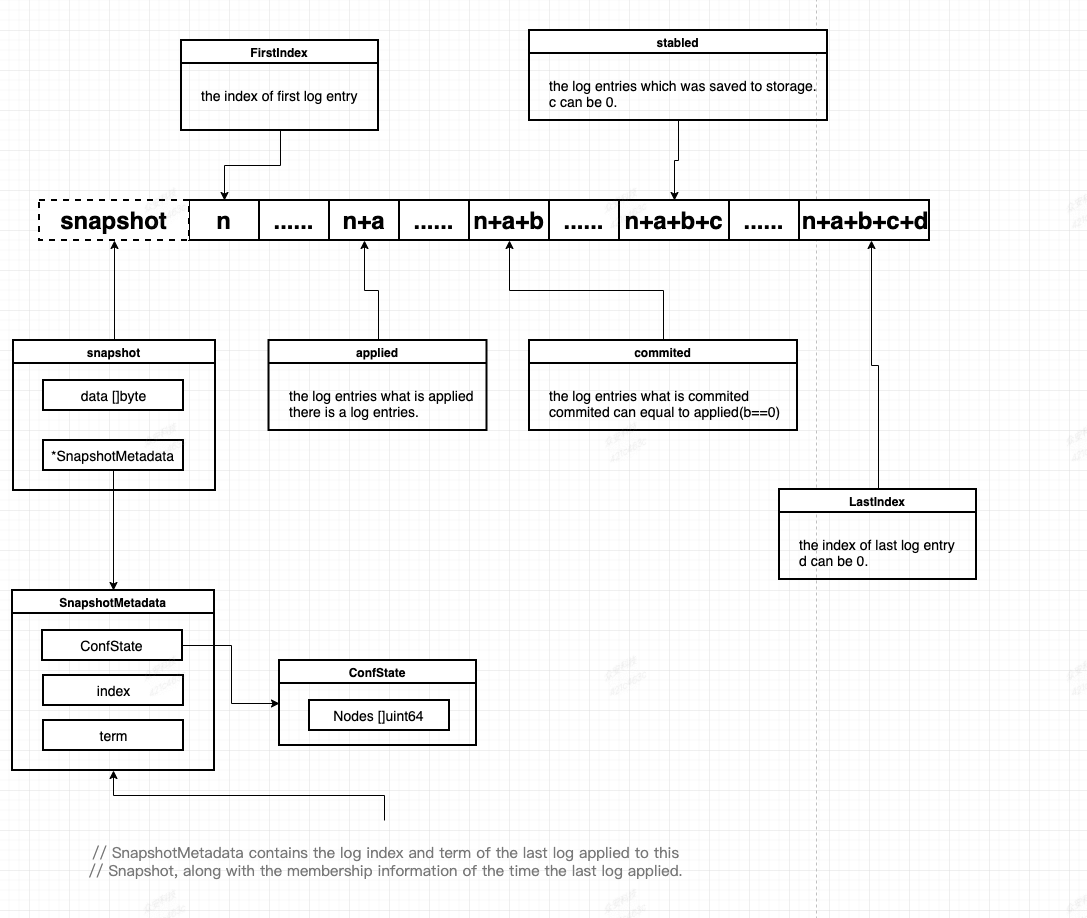 FirstIndex
the index of first log entry
stabled
the log entries which was saved to storage.
c can be 0.
snapshot
n
......
n+a
......
n+a+b
......
n+a+b+c
......
n+a+b+c+d
snapshot
data []byte
*SnapshotMetadata
applied
the log entries what is applied
there is a log entries.
commited
the log entries what is commited
commited can equal to applied(b==0)
LastIndex
the index of last log entry
d can be 0.
SnapshotMetadata
ConfState
index
term
ConfState
Nodes []uint64
// SnapshotMetadata contains the log index and term of the last log applied to this
// Snapshot, along with the membership information of the time the last log applied.